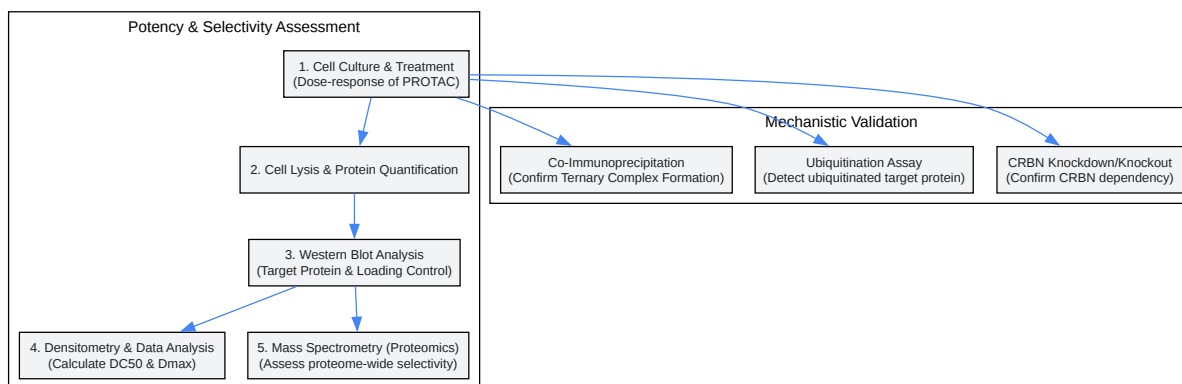 Potency & Selectivity Assessment
1. Cell Culture & Treatment
(Dose-response of PROTAC)
Mechanistic Validation
Co-Immunoprecipitation
(Confirm Ternary Complex Formation)
Ubiquitination Assay
(Detect ubiquitinated target protein)
CRBN Knockdown/Knockout
(Confirm CRBN dependency)
2. Cell Lysis & Protein Quantification
3. Western Blot Analysis
(Target Protein & Loading Control)
4. Densitometry & Data Analysis
(Calculate DC50 & Dmax)
5. Mass Spectrometry (Proteomics)
(Assess proteome-wide selectivity)